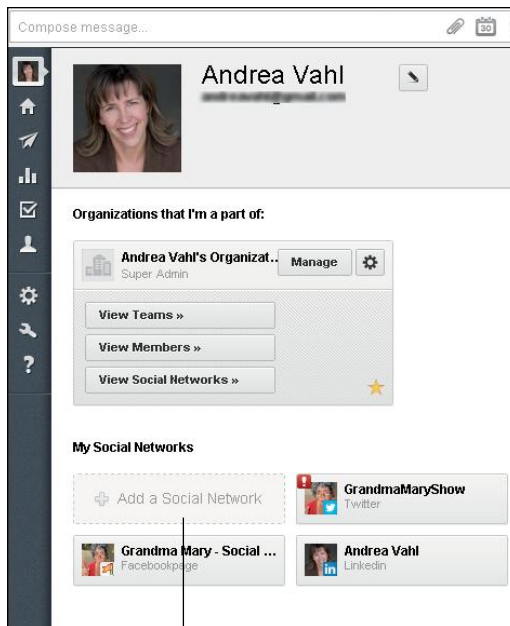 Compose message...
30
Andrea Vahl
Organizations that I'm a part of:
Andrea Vahl's Organizat..
Super Admin
Manage
View Teams »
View Members »
View Social Networks »
My Social Networks
Add a Social Network
GrandmaMaryShow
Twitter
Grandma Mary - Social ...
Facebookpage
Andrea Vahl
Linkedin